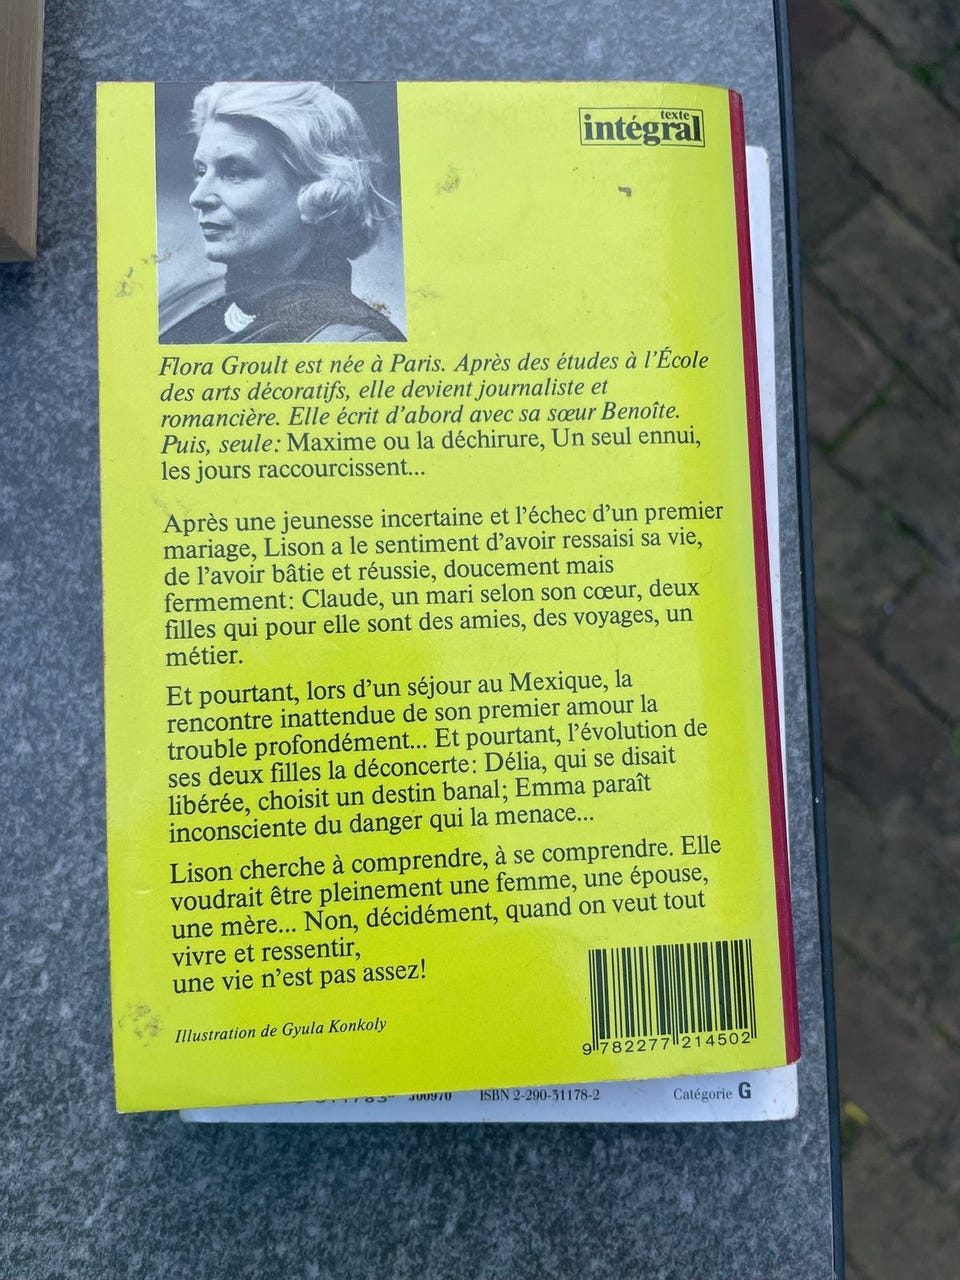 texte
intégral
Flora Groult est née à Paris. Après des études à l'École
des arts décoratifs, elle devient journaliste et
romancière. Elle écrit d'abord avec sa sœur Benoîte.
Puis, seule: Maxime ou la déchirure, Un seul ennui,
les jours raccourcissent...
Après une jeunesse incertaine et l'échec d'un premier
mariage, Lison a le sentiment d'avoir ressaisi sa vie,
de l'avoir bâtie et réussie, doucement mais
fermement: Claude, un mari selon son cœur, deux
filles qui pour elle sont des amies, des voyages, un
métier.
Et pourtant, lors d'un séjour au Mexique, la
rencontre inattendue de son premier amour la
trouble profondément... Et pourtant, l'évolution de
ses deux filles la déconcerte: Délia, qui se disait
libérée, choisit un destin banal; Emma paraît
inconsciente du danger qui la menace...
Lison cherche à comprendre, à se comprendre. Elle
voudrait être pleinement une femme, une épouse,
une mère... Non, décidément, quand on veut tout
vivre et ressentir,
une vie n'est pas assez!
Illustration de Gyula Konkoly
9 782277 214502
J00970 ISBN 2-290-31178-2 Catégorie G